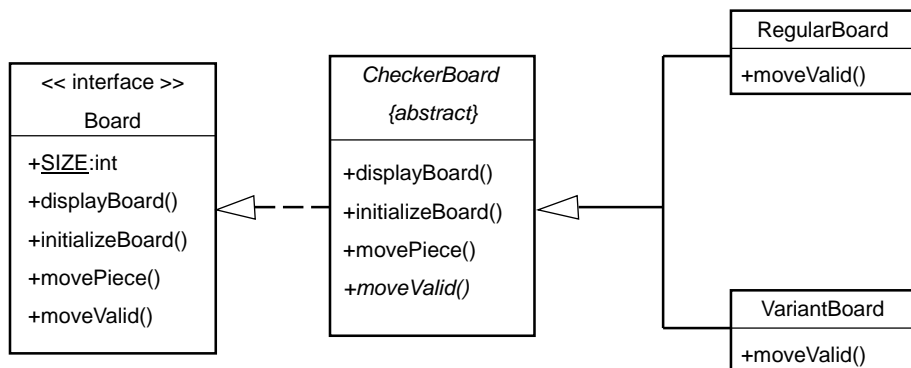 << interface >>
Board
+SIZE:int
+displayBoard()
+initializeBoard()
+movePiece()
+moveValid()
CheckerBoard
{abstract}
+displayBoard()
+initializeBoard()
+movePiece()
+moveValid()
RegularBoard
+moveValid()
VariantBoard
+moveValid()